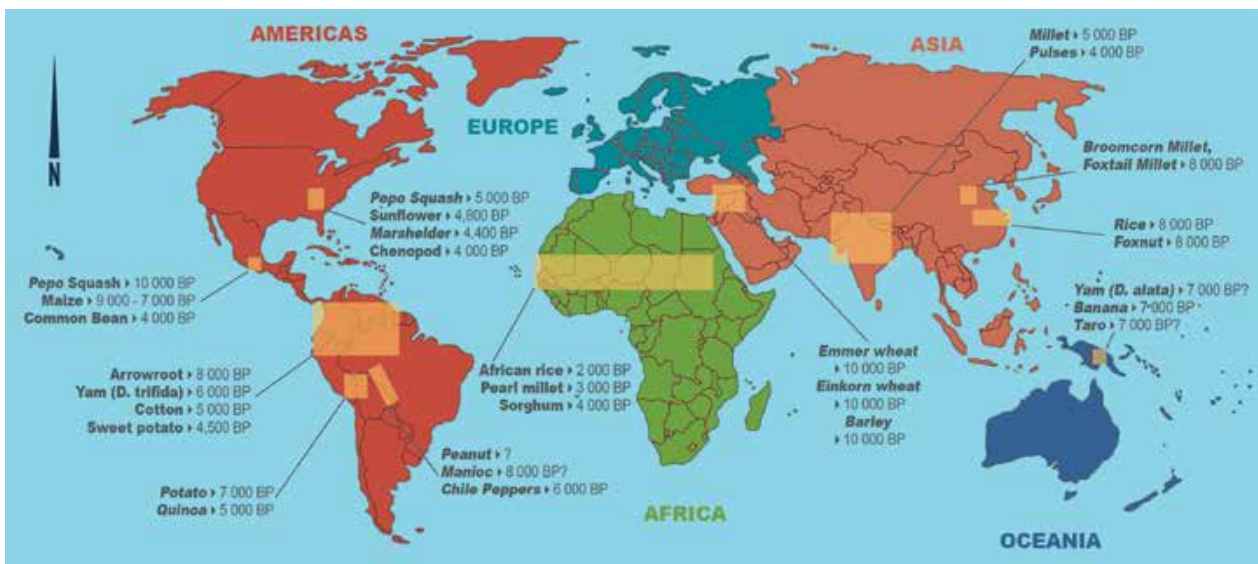 AMERICAS
EUROPE
ASIA
AFRICA
OCEANIA
N
Pepo Squash ▸ 5 000 BP
Sunflower ▸ 4,800 BP
Marshelder ▸ 4,400 BP
Chenopod ▸ 4 000 BP
Pepo Squash ▸ 10 000 BP
Maize ▸ 9 000 - 7 000 BP
Common Bean ▸ 4 000 BP
Arrowroot ▸ 8 000 BP
Yam (D. trifida) ▸ 6 000 BP
Cotton ▸ 5 000 BP
Sweet potato ▸ 4,500 BP
Potato ▸ 7 000 BP
Quinoa ▸ 5 000 BP
Peanut ▸ ?
Manioc ▸ 8 000 BP?
Chile Peppers ▸ 6 000 BP
African rice ▸ 2 000 BP
Pearl millet ▸ 3 000 BP
Sorghum ▸ 4 000 BP
Emmer wheat
▸ 10 000 BP
Einkorn wheat
▸ 10 000 BP
Barley
▸ 10 000 BP
Millet ▸ 5 000 BP
Pulses ▸ 4 000 BP
Broomcorn Millet,
Foxtail Millet ▸ 8 000 BP
Rice ▸ 8 000 BP
Foxnut ▸ 8 000 BP
Yam (D. alata) ▸ 7 000 BP?
Banana ▸ 7 000 BP
Taro ▸ 7 000 BP?